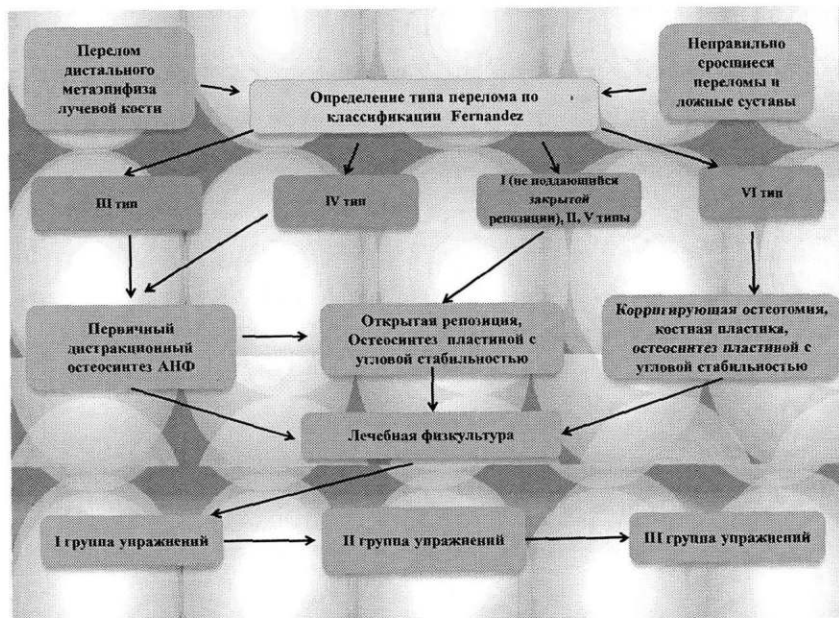 Перелом
дистального
метаэпифиза
лучевой кости
Определение типа перелома по
классификации Fernandez
Неправильно
сросшиеся
переломы и
ложные суставы
III тип
IV тип
I (не поддающийся
закрытой
репозиции), II, V типы
VI тип
Первичный
дистракционный
остеосинтез АНФ
Открытая репозиция,
Остеосинтез пластиной с
угловой стабильностью
Корригирующая остеотомия,
костная пластика,
остеосинтез пластиной с
угловой стабильностью
Лечебная физкультура
I группа упражнений
II группа упражнений
III группа упражнений